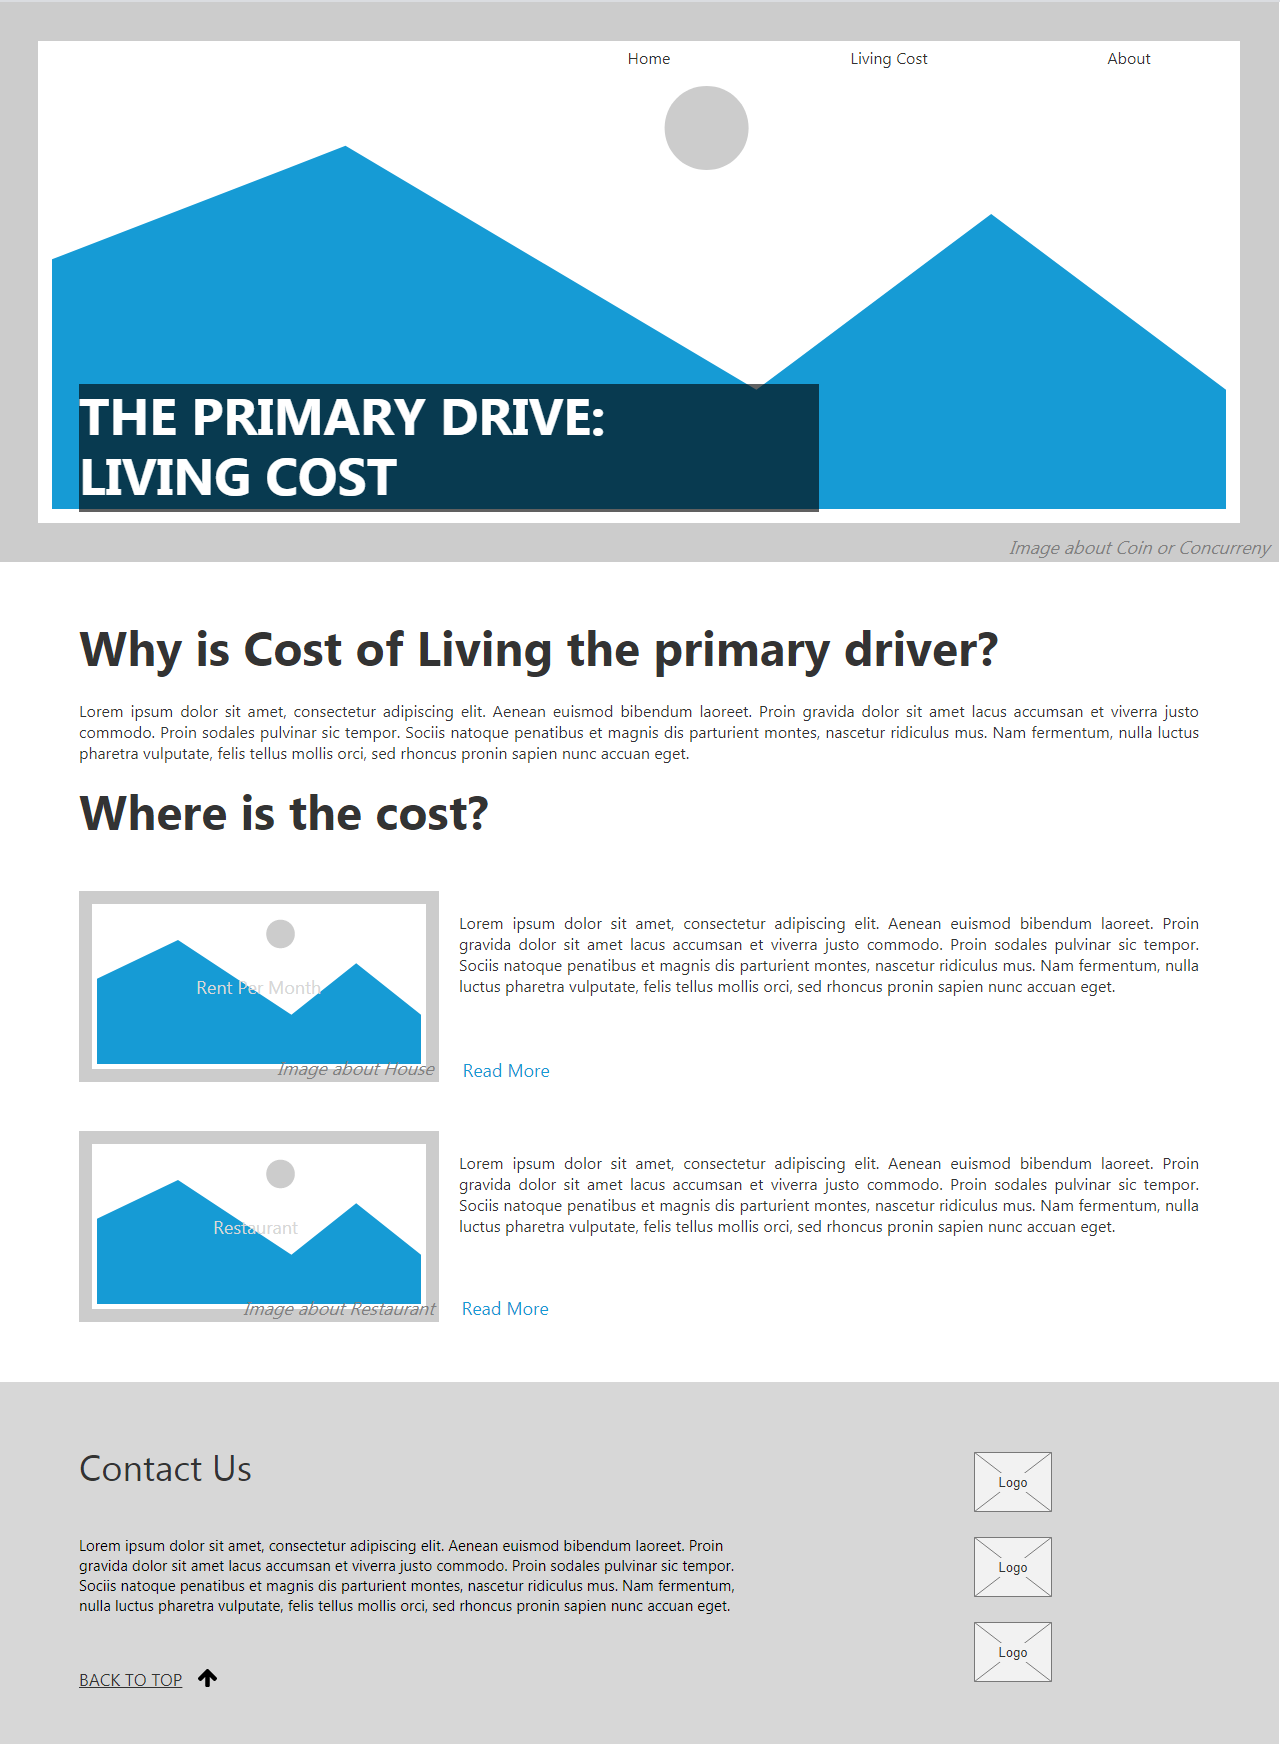 Home
Living Cost
About
THE PRIMARY DRIVE:
LIVING COST
Image about Coin or Concurreny
Why is Cost of Living the primary driver?
Lorem ipsum dolor sit amet, consectetur adipiscing elit. Aenean euismod bibendum laoreet. Proin gravida dolor sit amet lacus accumsan et viverra justo
commodo. Proin sodales pulvinar sic tempor. Sociis natoque penatibus et magnis dis parturient montes, nascetur ridiculus mus. Nam fermentum, nulla luctus
pharetra vulputate, felis tellus mollis orci, sed rhoncus pronin sapien nunc accuan eget.
Where is the cost?
Rent Per Month
Image about House
Lorem ipsum dolor sit amet, consectetur adipiscing elit. Aenean euismod bibendum laoreet. Proin
gravida dolor sit amet lacus accumsan et viverra justo commodo. Proin sodales pulvinar sic tempor.
Sociis natoque penatibus et magnis dis parturient montes, nascetur ridiculus mus. Nam fermentum, nulla
luctus pharetra vulputate, felis tellus mollis orci, sed rhoncus pronin sapien nunc accuan eget.
Read More
Restaurant
Image about Restaurant
Lorem ipsum dolor sit amet, consectetur adipiscing elit. Aenean euismod bibendum laoreet. Proin
gravida dolor sit amet lacus accumsan et viverra justo commodo. Proin sodales pulvinar sic tempor.
Sociis natoque penatibus et magnis dis parturient montes, nascetur ridiculus mus. Nam fermentum, nulla
luctus pharetra vulputate, felis tellus mollis orci, sed rhoncus pronin sapien nunc accuan eget.
Read More
Contact Us
Lorem ipsum dolor sit amet, consectetur adipiscing elit. Aenean euismod bibendum laoreet. Proin
gravida dolor sit amet lacus accumsan et viverra justo commodo. Proin sodales pulvinar sic tempor.
Sociis natoque penatibus et magnis dis parturient montes, nascetur ridiculus mus. Nam fermentum,
nulla luctus pharetra vulputate, felis tellus mollis orci, sed rhoncus pronin sapien nunc accuan eget.
BACK TO TOP
Logo
Logo
Logo